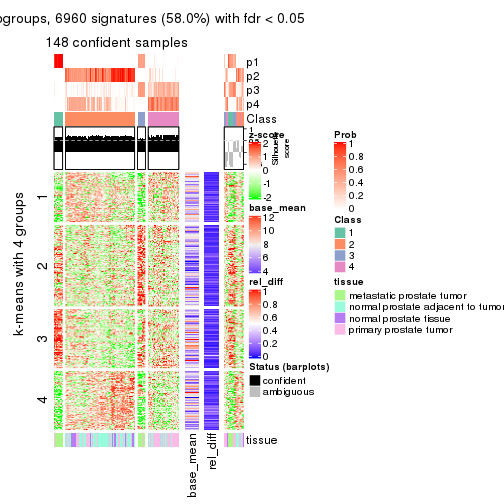 ogroups, 6960 signatures (58.0%) with fdr < 0.05
148 confident samples
p1
p2
p3
p4
Class
z-score
2
1
0
-1
-2
Silhouette
score
base_mean
12
10
8
6
4
rel_diff
1
0.8
0.6
0.4
0.2
0
Status (barplots)
confident
ambiguous
Prob
1
0.8
0.6
0.4
0.2
0
Class
1
2
3
4
tissue
metastatic prostate tumor
normal prostate adjacent to tumor
normal prostate tissue
primary prostate tumor
k-means with 4 groups
1
2
3
4
tissue
base_mean
rel_diff